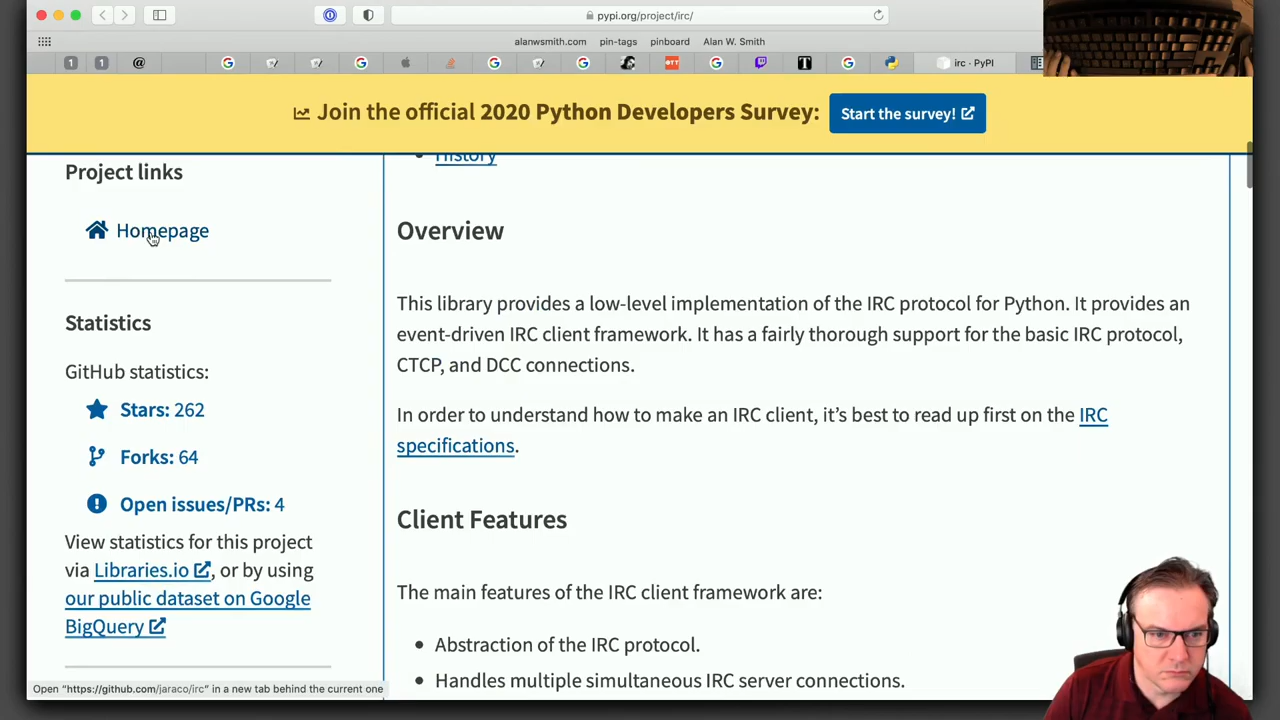 pypi.org/project/irc/
alanwsmith.com pin-tags pinboard Alan W. Smith
1 1 @ G G G G OTT G T G irc · PyPI
Join the official 2020 Python Developers Survey: Start the survey!
Project links
Homepage
Statistics
GitHub statistics:
Stars: 262
Forks: 64
Open issues/PRs: 4
View statistics for this project
via Libraries.io, or by using
our public dataset on Google
BigQuery
History
Overview
This library provides a low-level implementation of the IRC protocol for Python. It provides an
event-driven IRC client framework. It has a fairly thorough support for the basic IRC protocol,
CTCP, and DCC connections.
In order to understand how to make an IRC client, it's best to read up first on the IRC
specifications.
Client Features
The main features of the IRC client framework are:
Abstraction of the IRC protocol.
Handles multiple simultaneous IRC server connections.
Open "https://github.com/jaraco/irc" in a new tab behind the current one